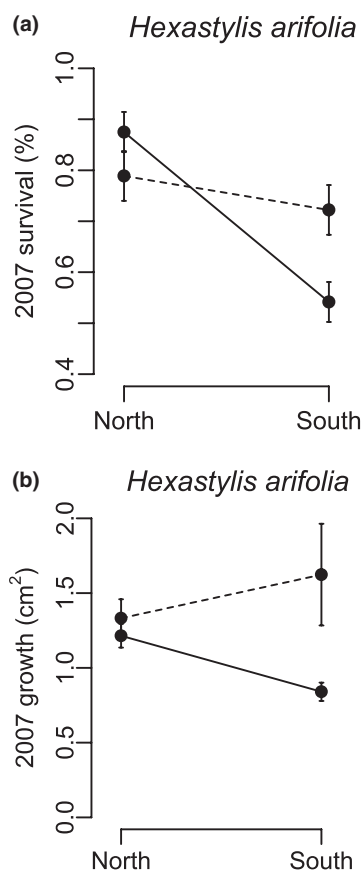 (a) Hexastylis arifolia
1.0
0.8
0.6
0.4
2007 survival (%)
North South
(b) Hexastylis arifolia
2.0
1.5
1.0
0.5
0.0
2007 growth (cm²)
North South